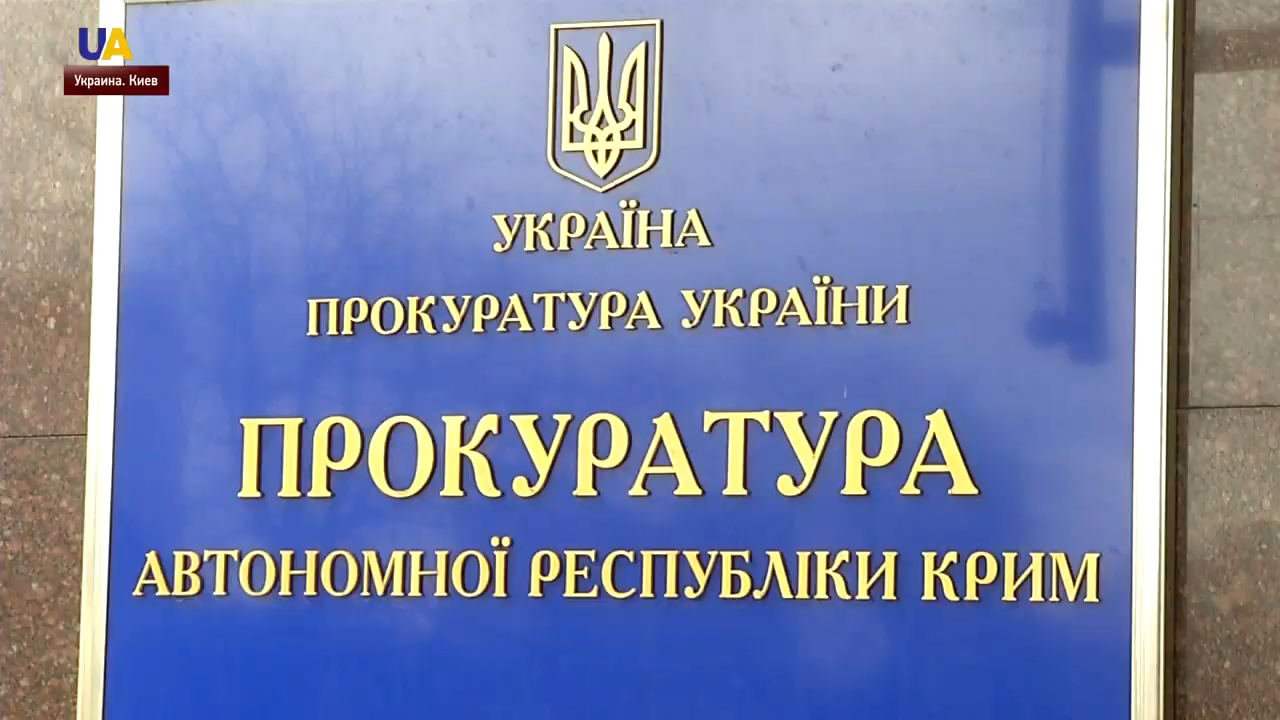 UA
Украина. Киев
УКРАЇНА
ПРОКУРАТУРА УКРАЇНИ
ПРОКУРАТУРА
АВТОНОМНОЇ РЕСПУБЛІКИ КРИМ